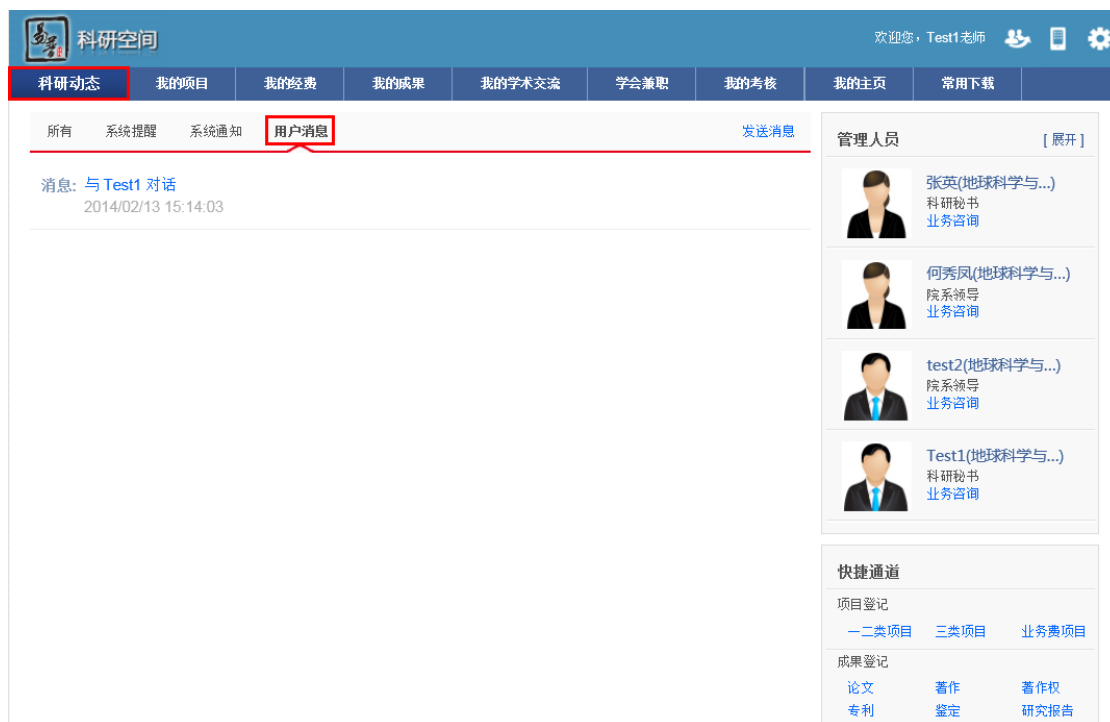 科研空间
欢迎您，Test1老师
科研动态 我的项目 我的经费 我的成果 我的学术交流 学会兼职 我的考核 我的主页 常用下载
所有 系统提醒 系统通知 用户消息 发送消息
消息: 与 Test1 对话
2014/02/13 15:14:03
管理人员 [ 展开 ]
张英(地球科学与...)
科研秘书
业务咨询
何秀凤(地球科学与...)
院系领导
业务咨询
test2(地球科学与...)
院系领导
业务咨询
Test1(地球科学与...)
科研秘书
业务咨询
快捷通道
项目登记
一二类项目 三类项目 业务费项目
成果登记
论文 著作 著作权
专利 鉴定 研究报告